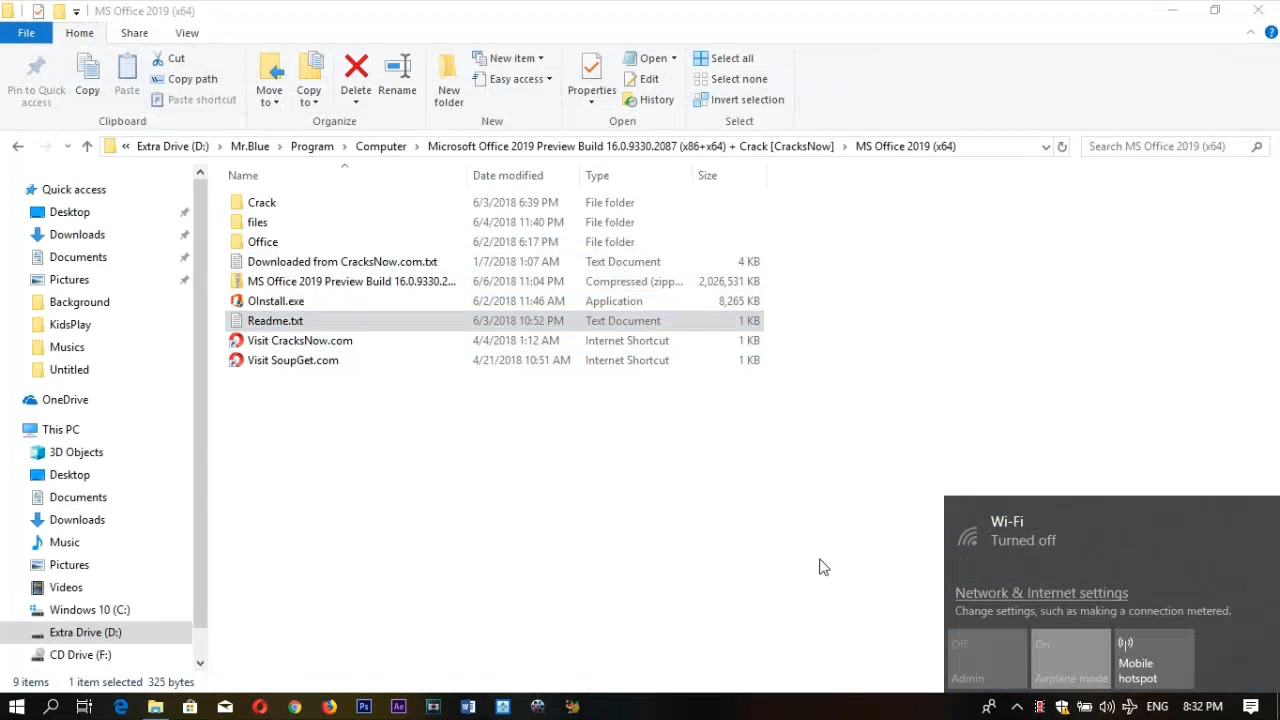 MS Office 2019 (x64)
File Home Share View
Pin to Quick access
Copy
Paste
Cut
Copy path
Paste shortcut
Clipboard
Move to
Copy to
Delete
Rename
Organize
New folder
New item
Easy access
New
Properties
Open
Edit
History
Open
Select all
Select none
Invert selection
Select
« Extra Drive (D:) > Mr.Blue > Program > Computer > Microsoft Office 2019 Preview Build 16.0.9330.2087 (x86+x64) + Crack [CracksNow] > MS Office 2019 (x64)
Search MS Office 2019 (x64)
Name Date modified Type Size
Crack 6/3/2018 6:39 PM File folder
files 6/4/2018 11:40 PM File folder
Office 6/2/2018 6:17 PM File folder
Downloaded from CracksNow.com.txt 1/7/2018 1:07 AM Text Document 4 KB
MS Office 2019 Preview Build 16.0.9330.2... 6/6/2018 11:04 PM Compressed (zipp... 2,026,531 KB
OInstall.exe 6/2/2018 11:46 AM Application 8,265 KB
Readme.txt 6/3/2018 10:52 PM Text Document 1 KB
Visit CracksNow.com 4/4/2018 1:12 AM Internet Shortcut 1 KB
Visit SoupGet.com 4/21/2018 10:51 AM Internet Shortcut 1 KB
Quick access
Desktop
Downloads
Documents
Pictures
Background
KidsPlay
Musics
Untitled
OneDrive
This PC
3D Objects
Desktop
Documents
Downloads
Music
Pictures
Videos
Windows 10 (C:)
Extra Drive (D:)
CD Drive (F:)
9 items 1 item selected 325 bytes
Wi-Fi
Turned off
Network & Internet settings
Change settings, such as making a connection metered.
Off
Admin
On
Airplane mode
Mobile hotspot
ENG 8:32 PM